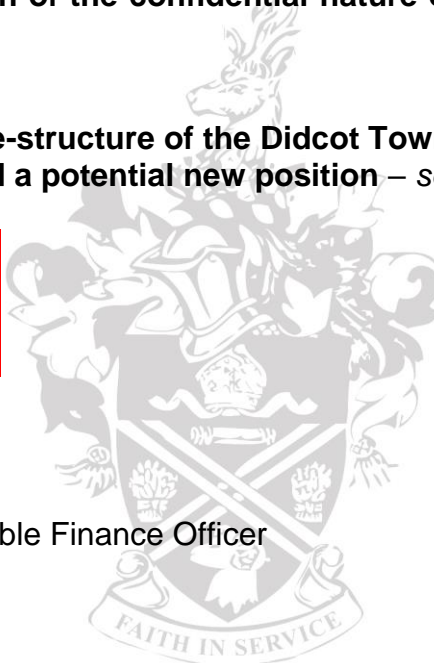 of the confidential nature
e-structure of the Didcot Tow
a potential new position – s
ble Finance Officer
FAITH IN SERVICE